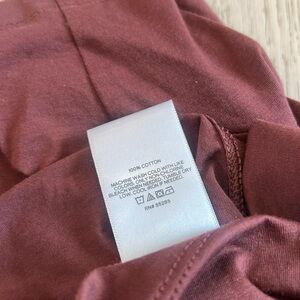 100% COTTON
MACHINE WASH COLD WITH LIKE
COLORS. ONLY NON-CHLORINE
BLEACH WHEN NEEDED. TUMBLE DRY
LOW. COOL IRON IF NEEDED.
RN# 55285